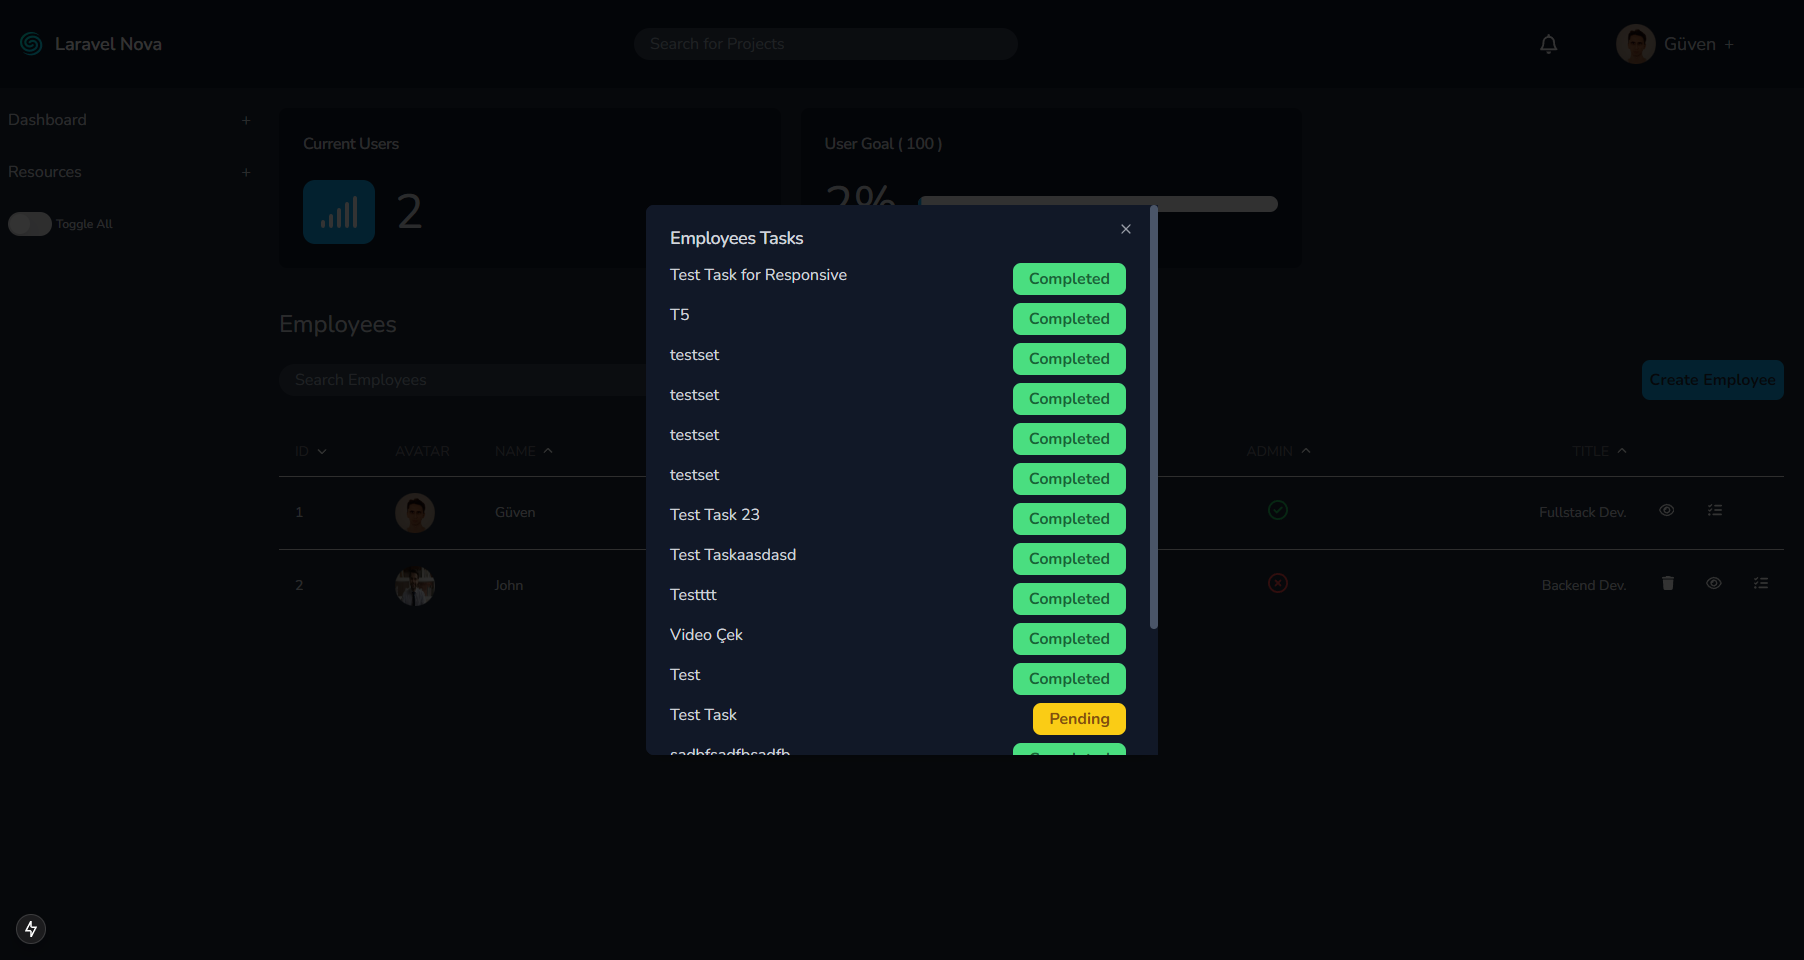 Laravel Nova
Search for Projects
Güven +
Dashboard +
Resources +
Toggle All
Current Users
2
User Goal ( 100 )
2%
Employees
Search Employees
Create Employee
ID
AVATAR
NAME
ADMIN
TITLE
1
Güven
Fullstack Dev.
2
John
Backend Dev.
Employees Tasks
Test Task for Responsive Completed
T5 Completed
testset Completed
testset Completed
testset Completed
testset Completed
Test Task 23 Completed
Test Taskaasdasd Completed
Testttt Completed
Video Çek Completed
Test Completed
Test Task Pending
Completed